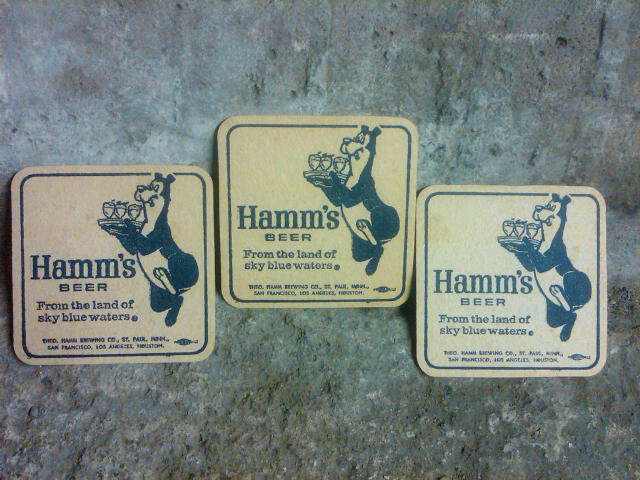 Hamm's
BEER
From the land of
sky blue waters®
THEO. HAMM BREWING CO., ST. PAUL, MINN.,
SAN FRANCISCO, LOS ANGELES, HOUSTON.
Hamm's
BEER
From the land of
sky blue waters®
THEO. HAMM BREWING CO., ST. PAUL, MINN.,
SAN FRANCISCO, LOS ANGELES, HOUSTON.
Hamm's
BEER
From the land of
sky blue waters®
THEO. HAMM BREWING CO., ST. PAUL, MINN.,
SAN FRANCISCO, LOS ANGELES, HOUSTON.